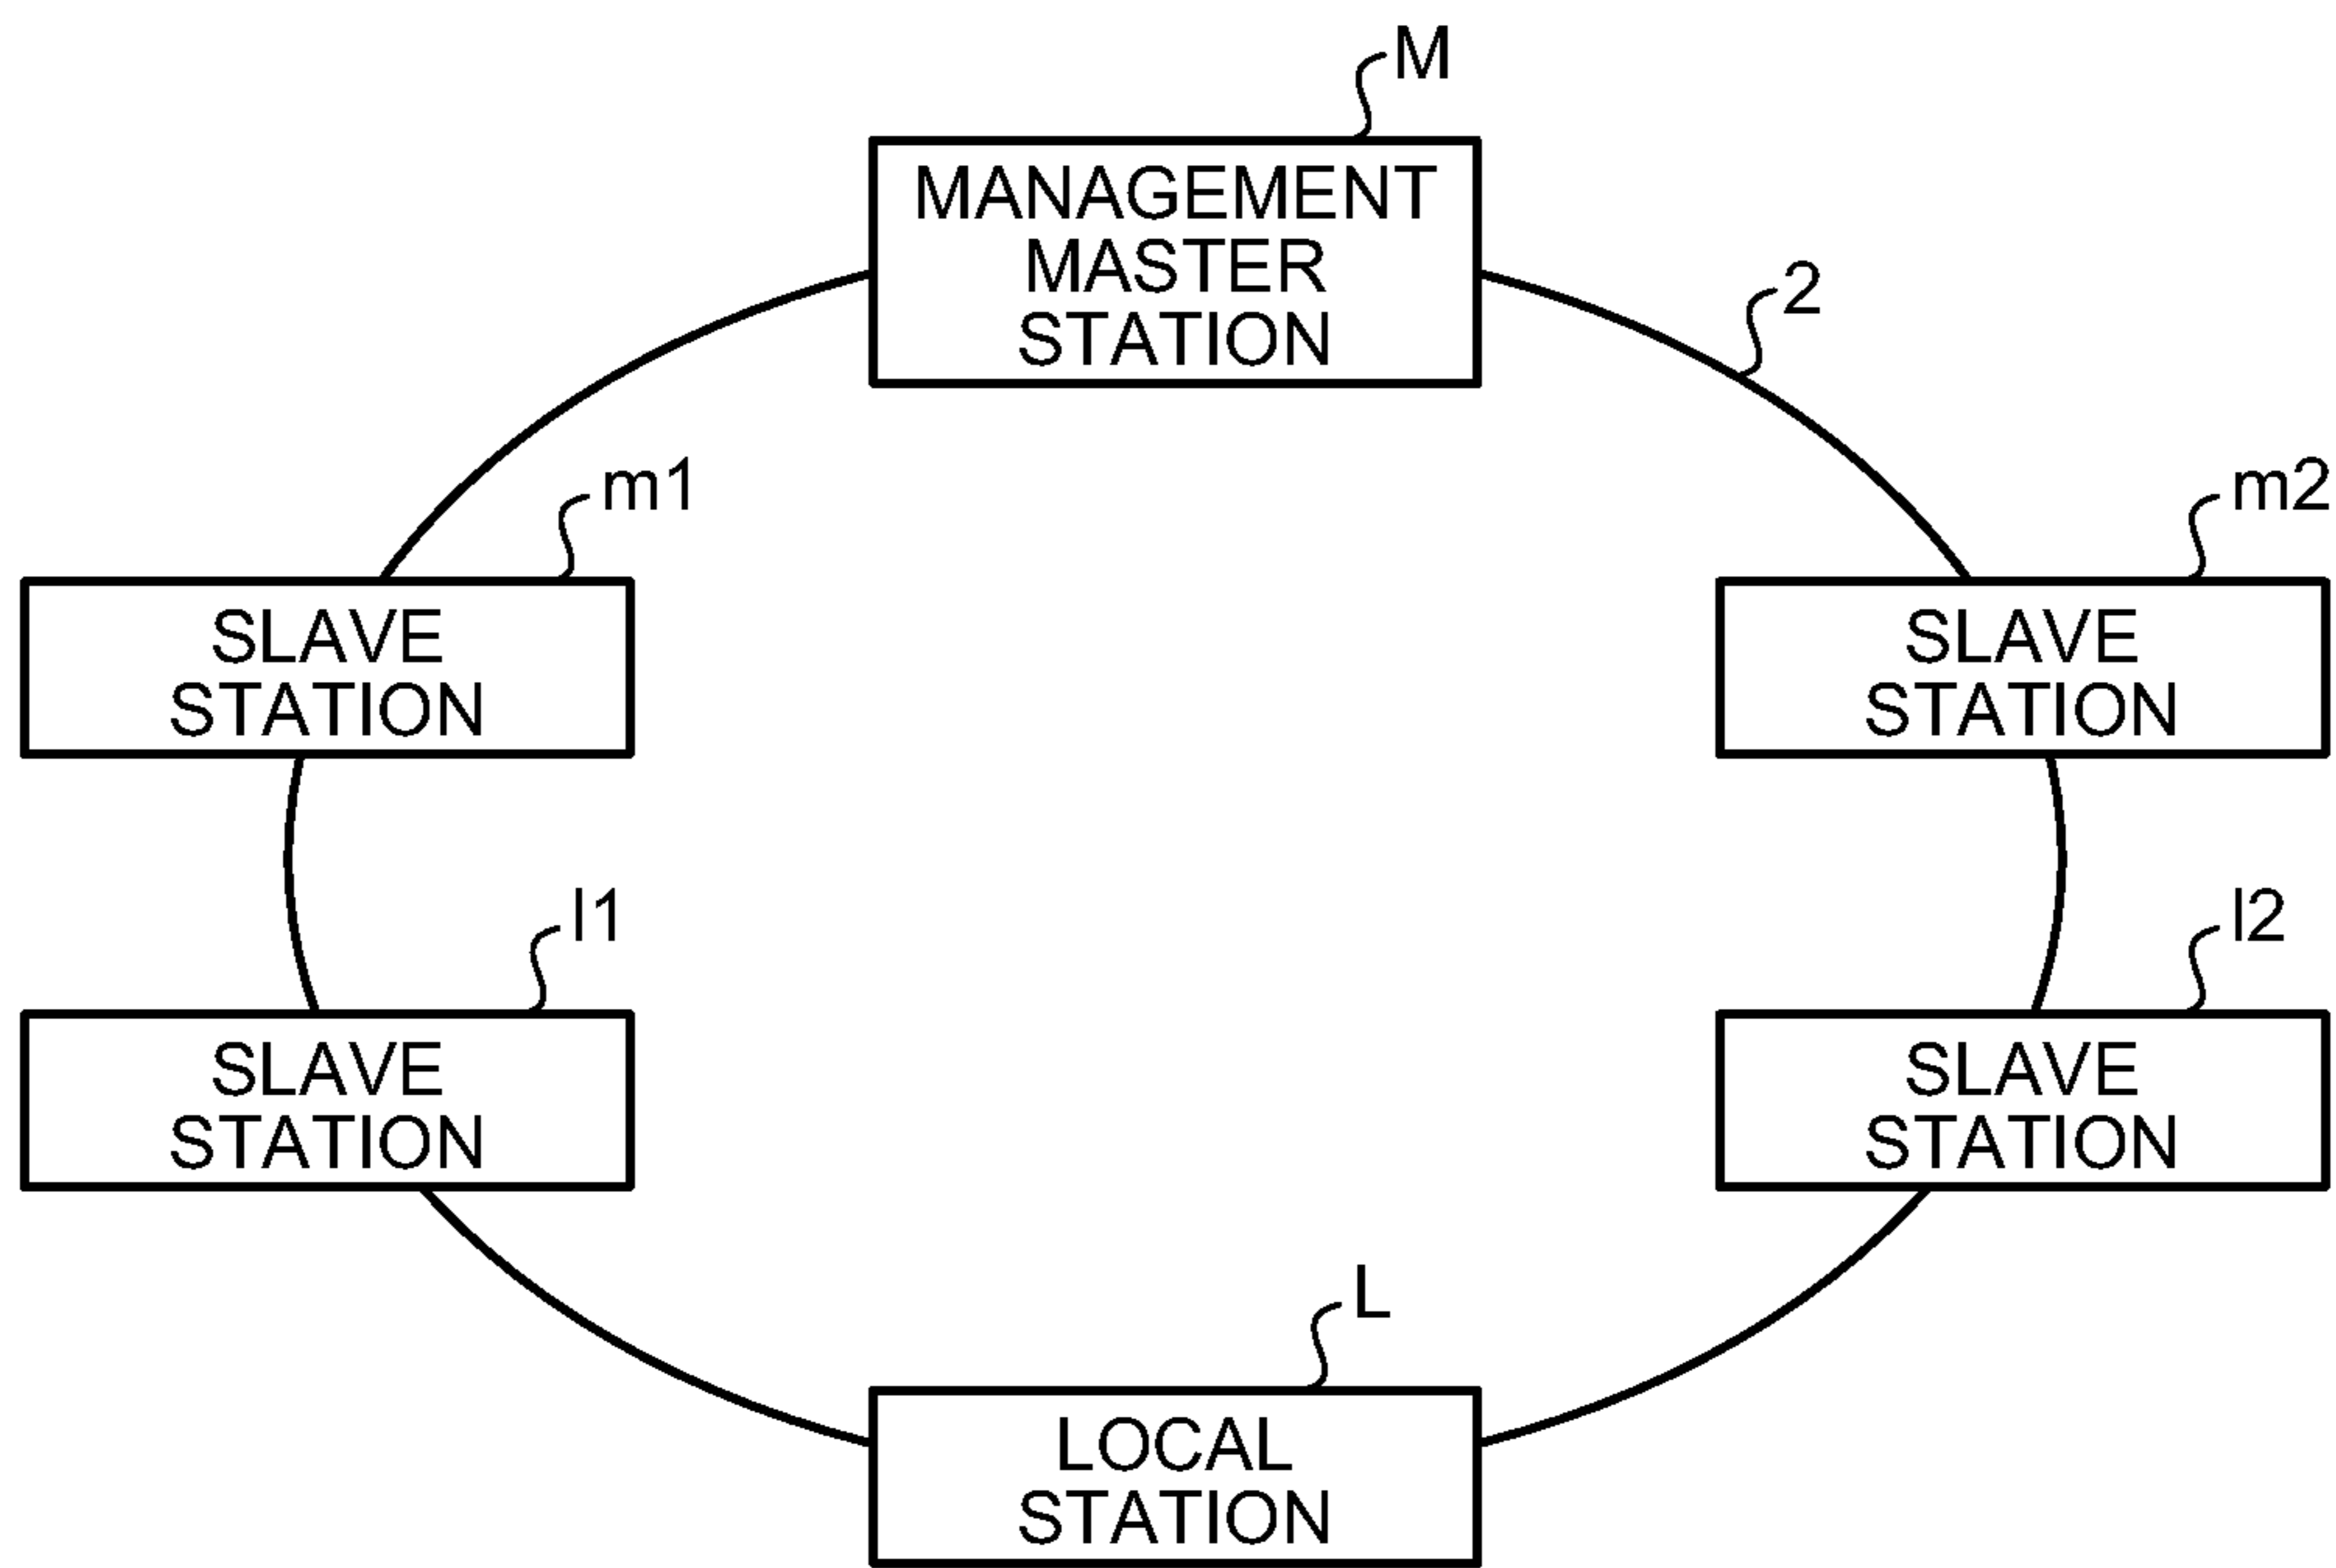 M
MANAGEMENT
MASTER
STATION
2
m1
SLAVE
STATION
m2
SLAVE
STATION
l1
SLAVE
STATION
l2
SLAVE
STATION
L
LOCAL
STATION